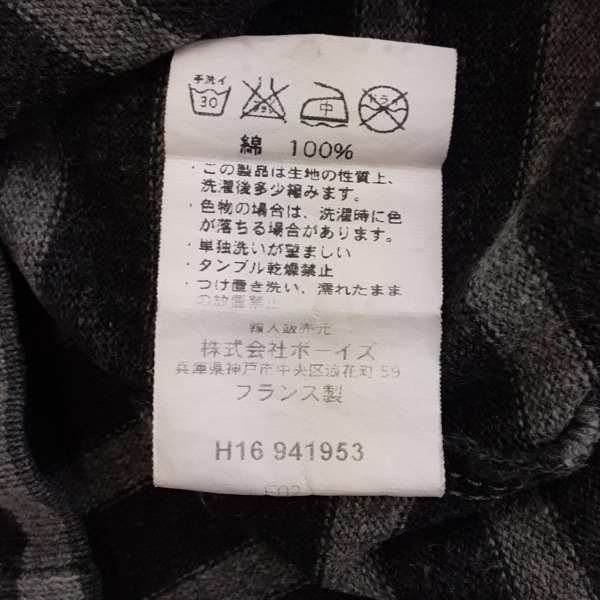 手洗イ
30
エンソ
サラシ
中
ドライ
綿 100%
・この製品は生地の性質上、
洗濯後多少縮みます。
・色物の場合は、洗濯時に色
が落ちる場合があります。
・単独洗いが望ましい
・タンブル乾燥禁止
・つけ置き洗い、濡れたまま
の放置禁止
輸入販売元
株式会社ボーイズ
兵庫県神戸市中央区浪花町 59
フランス製
H16 941953